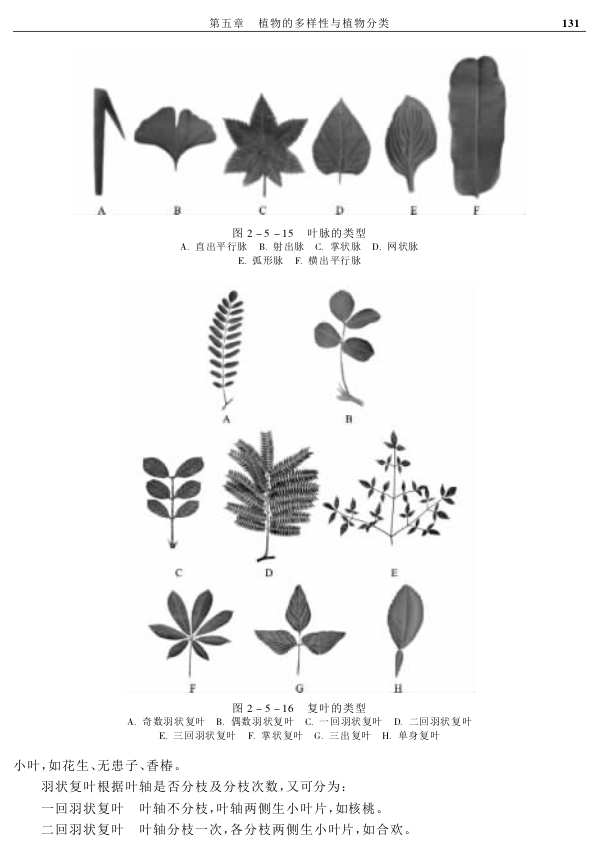 第五章 植物的多样性与植物分类 131
A B C D E F
图 2－5－15 叶脉的类型
A. 直出平行脉 B. 射出脉 C. 掌状脉 D. 网状脉
E. 弧形脉 F. 横出平行脉
A B
C D E
F G H
图 2－5－16 复叶的类型
A. 奇数羽状复叶 B. 偶数羽状复叶 C. 一回羽状复叶 D. 二回羽状复叶
E. 三回羽状复叶 F. 掌状复叶 G. 三出复叶 H. 单身复叶
小叶,如花生、无患子、香椿。
羽状复叶根据叶轴是否分枝及分枝次数,又可分为:
一回羽状复叶 叶轴不分枝,叶轴两侧生小叶片,如核桃。
二回羽状复叶 叶轴分枝一次,各分枝两侧生小叶片,如合欢。